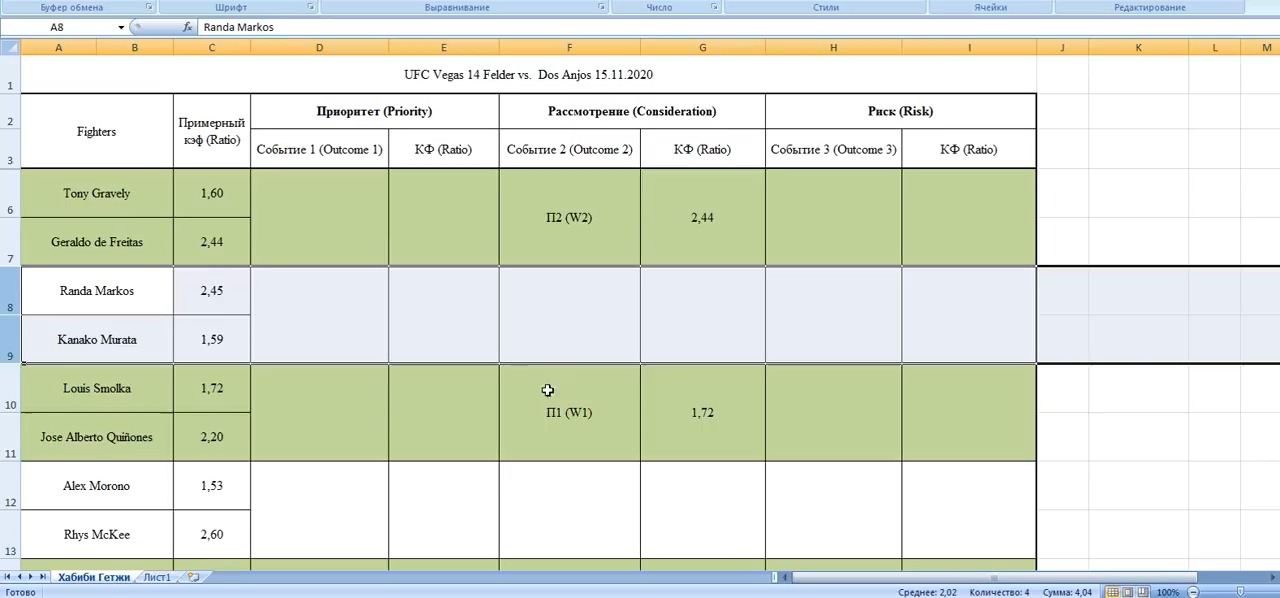 Буфер обмена Шрифт Выравнивание Число Стили Ячейки Редактирование
A8 fx Randa Markos
A B C D E F G H I J K L M
1 UFC Vegas 14 Felder vs. Dos Anjos 15.11.2020
2 Fighters Примерный кэф (Ratio) Приоритет (Priority) Рассмотрение (Consideration) Риск (Risk)
3 Событие 1 (Outcome 1) КФ (Ratio) Событие 2 (Outcome 2) КФ (Ratio) Событие 3 (Outcome 3) КФ (Ratio)
6 Tony Gravely 1,60 П2 (W2) 2,44
7 Geraldo de Freitas 2,44
8 Randa Markos 2,45
9 Kanako Murata 1,59
10 Louis Smolka 1,72 П1 (W1) 1,72
11 Jose Alberto Quiñones 2,20
12 Alex Morono 1,53
13 Rhys McKee 2,60
Хабиби Гетжи Лист1
Готово Среднее: 2,02 Количество: 4 Сумма: 4,04 100%